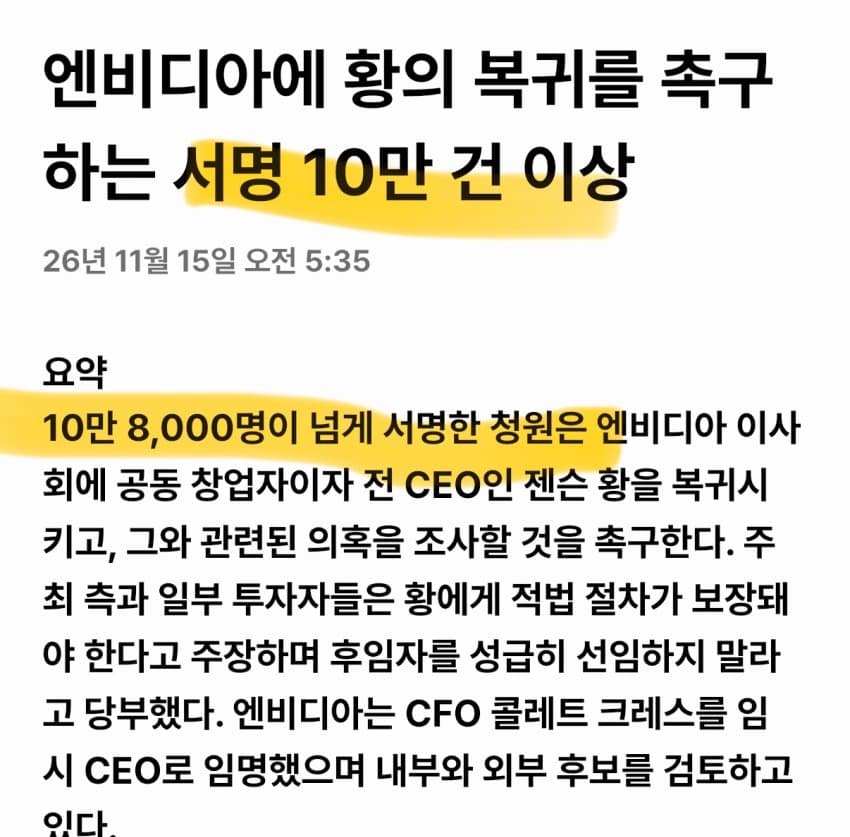 엔비디아에 황의 복귀를 촉구
하는 서명 10만 건 이상
26년 11월 15일 오전 5:35
요약
10만 8,000명이 넘게 서명한 청원은 엔비디아 이사
회에 공동 창업자이자 전 CEO인 젠슨 황을 복귀시
키고, 그와 관련된 의혹을 조사할 것을 촉구한다. 주
최 측과 일부 투자자들은 황에게 적법 절차가 보장돼
야 한다고 주장하며 후임자를 성급히 선임하지 말라
고 당부했다. 엔비디아는 CFO 콜레트 크레스를 임
시 CEO로 임명했으며 내부와 외부 후보를 검토하고
있다.